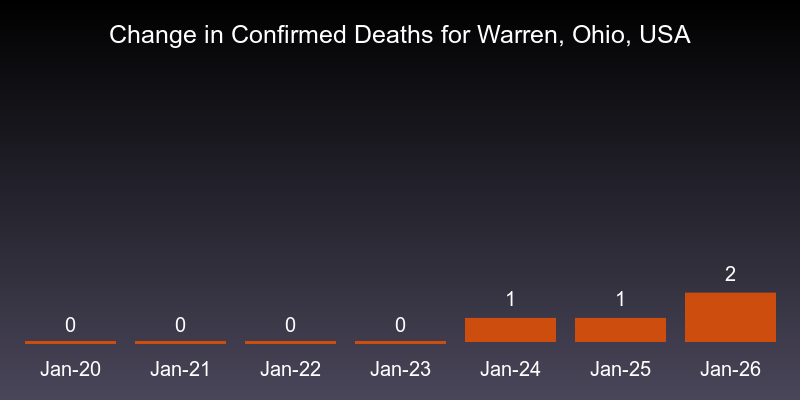 Change in Confirmed Deaths for Warren, Ohio, USA
2
1 1
0 0 0 0
Jan-20 Jan-21 Jan-22 Jan-23 Jan-24 Jan-25 Jan-26